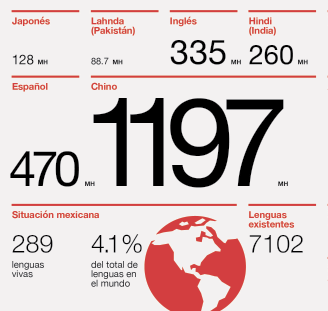 Japonés
128 MH
Lahnda
(Pakistán)
88.7 MH
Inglés
335 MH
Hindi
(India)
260 MH
Español
470 MH
Chino
1197 MH
Situación mexicana
289
lenguas
vivas
4.1%
del total de
lenguas en
el mundo
Lenguas
existentes
7102